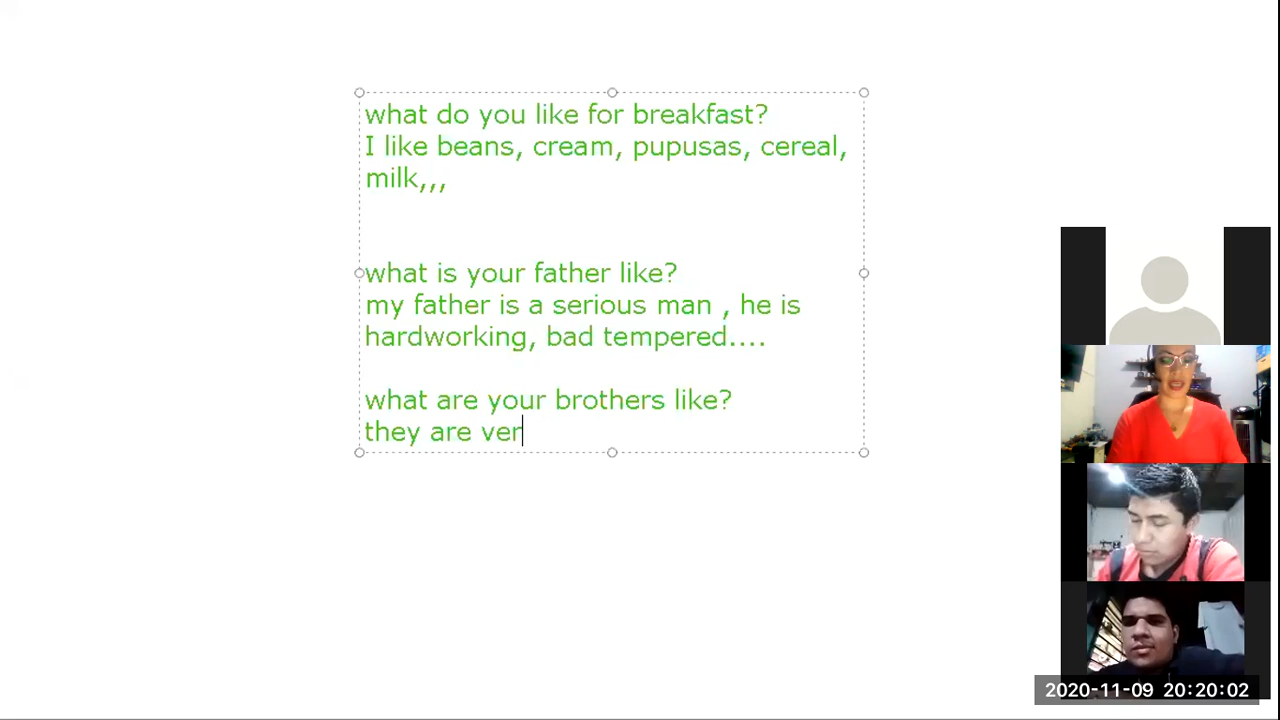 what do you like for breakfast?
I like beans, cream, pupusas, cereal,
milk,,,
what is your father like?
my father is a serious man , he is
hardworking, bad tempered....
what are your brothers like?
they are ver
2020-11-09 20:20:02